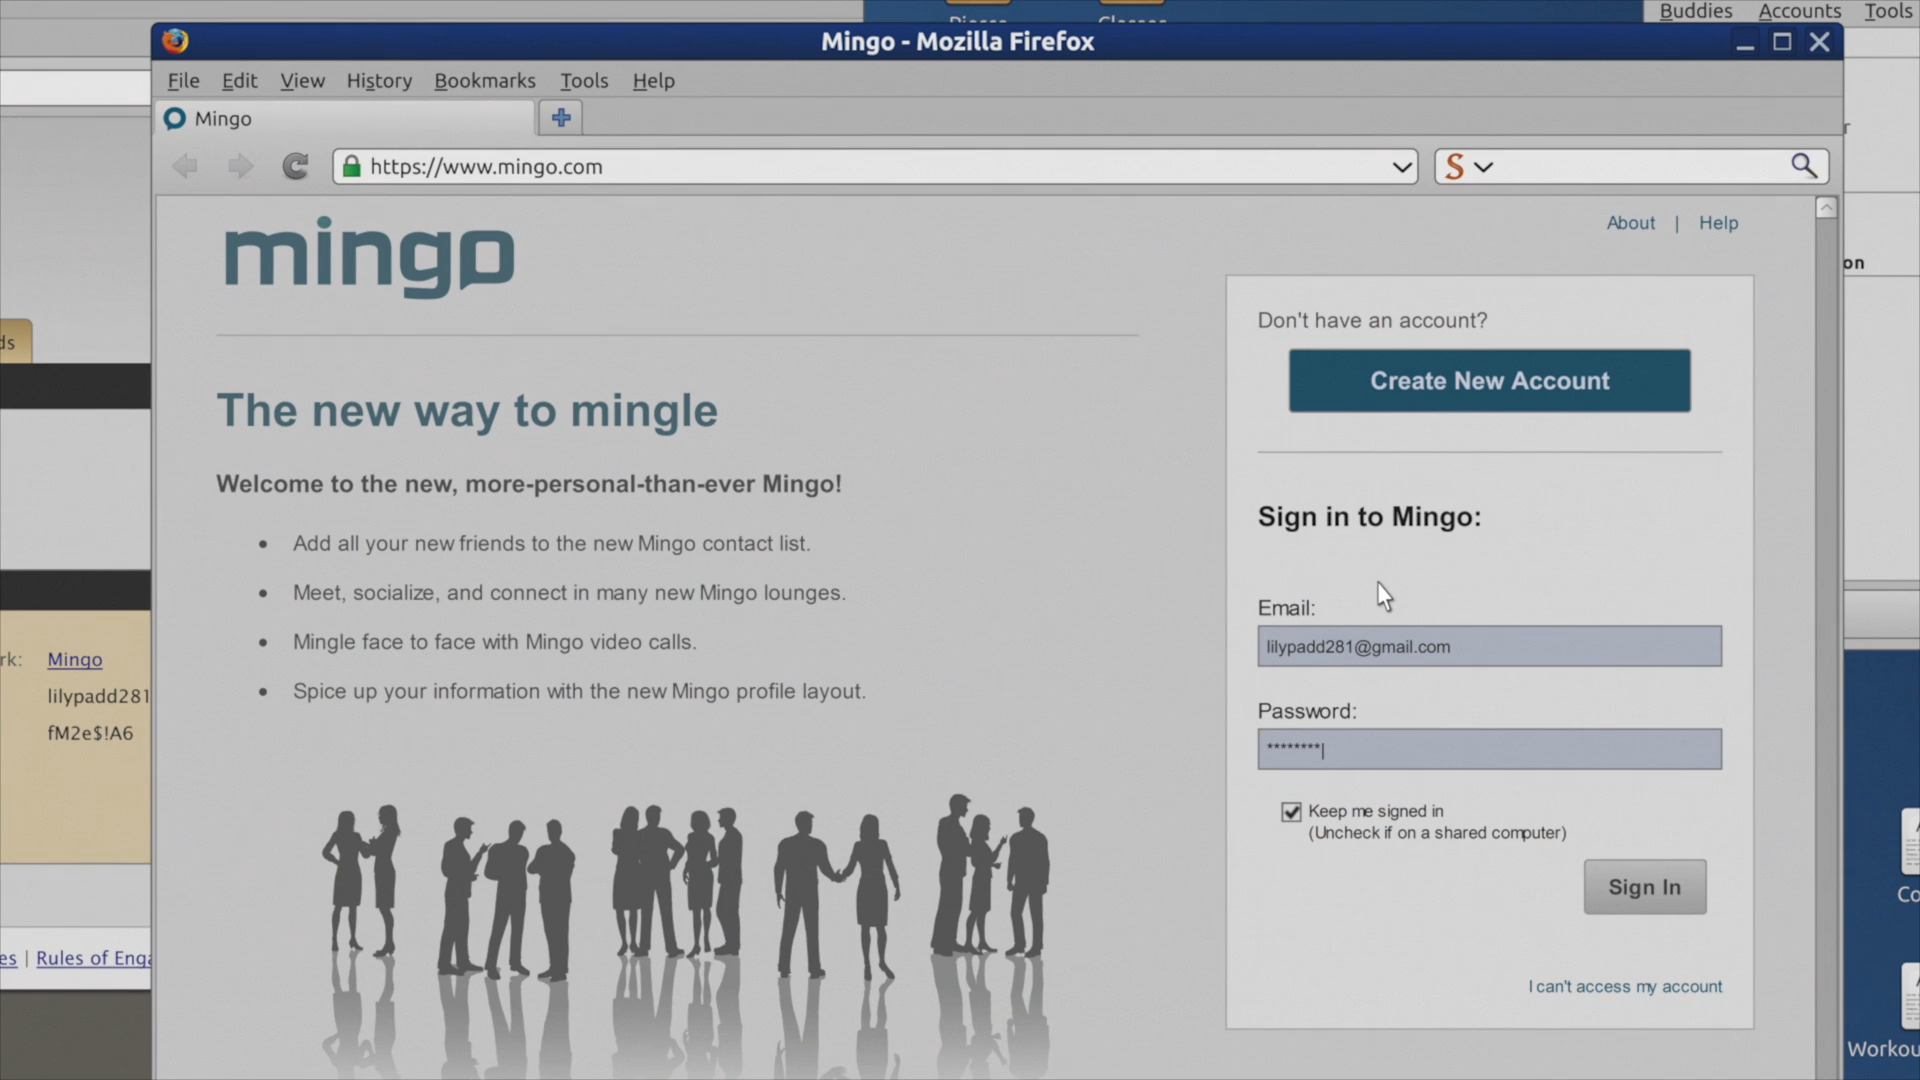 Buddies Accounts Tools
Mingo - Mozilla Firefox
File Edit View History Bookmarks Tools Help
Mingo
https://www.mingo.com
S
mingo
About | Help
on
Don't have an account?
ds
Create New Account
The new way to mingle
Welcome to the new, more-personal-than-ever Mingo!
Sign in to Mingo:
Add all your new friends to the new Mingo contact list.
Meet, socialize, and connect in many new Mingo lounges.
Email:
Mingle face to face with Mingo video calls.
lilypadd281@gmail.com
rk: Mingo
Spice up your information with the new Mingo profile layout.
lilypadd281
Password:
fM2e$!A6
********
Keep me signed in
(Uncheck if on a shared computer)
Sign In
Co
es | Rules of Enga
I can't access my account
Workou